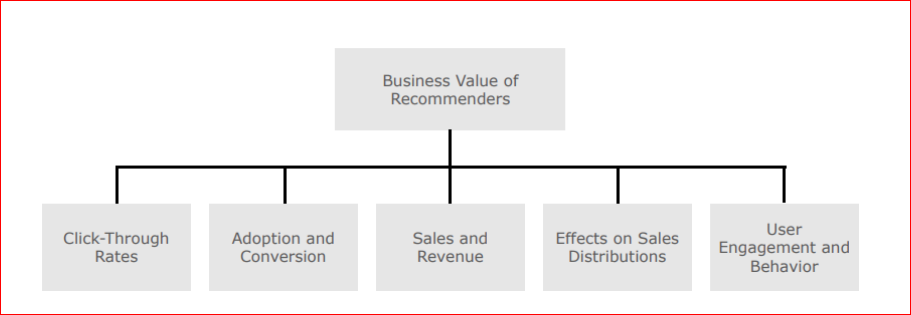 Business Value of
Recommenders
Click-Through
Rates
Adoption and
Conversion
Sales and
Revenue
Effects on Sales
Distributions
User
Engagement and
Behavior